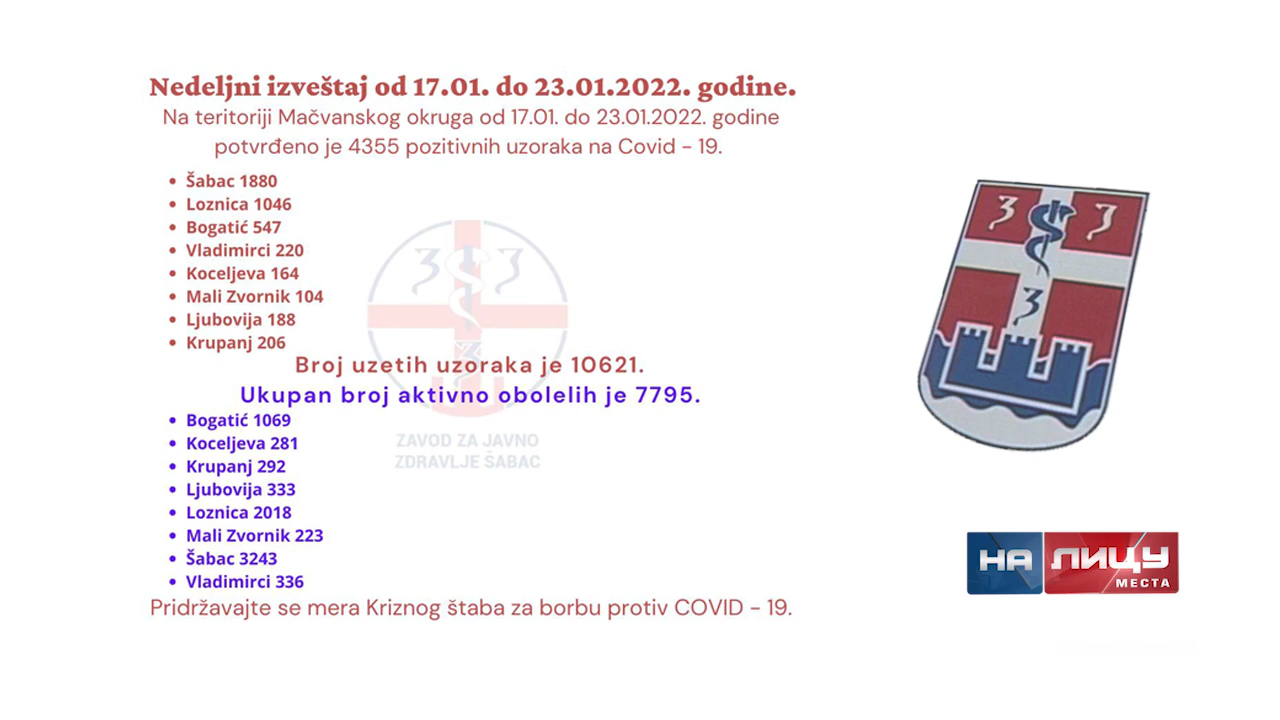 Nedeljni izveštaj od 17.01. do 23.01.2022. godine.
Na teritoriji Mačvanskog okruga od 17.01. do 23.01.2022. godine
potvrđeno je 4355 pozitivnih uzoraka na Covid - 19.
• Šabac 1880
• Loznica 1046
• Bogatić 547
• Vladimirci 220
• Koceljeva 164
• Mali Zvornik 104
• Ljubovija 188
• Krupanj 206
Broj uzetih uzoraka je 10621.
Ukupan broj aktivno obolelih je 7795.
• Bogatić 1069
• Koceljeva 281
• Krupanj 292
• Ljubovija 333
• Loznica 2018
• Mali Zvornik 223
• Šabac 3243
• Vladimirci 336
Pridržavajte se mera Kriznog štaba za borbu protiv COVID - 19.
ZAVOD ZA JAVNO
ZDRAVLJE ŠABAC
НА ЛИЦУ
МЕСТА